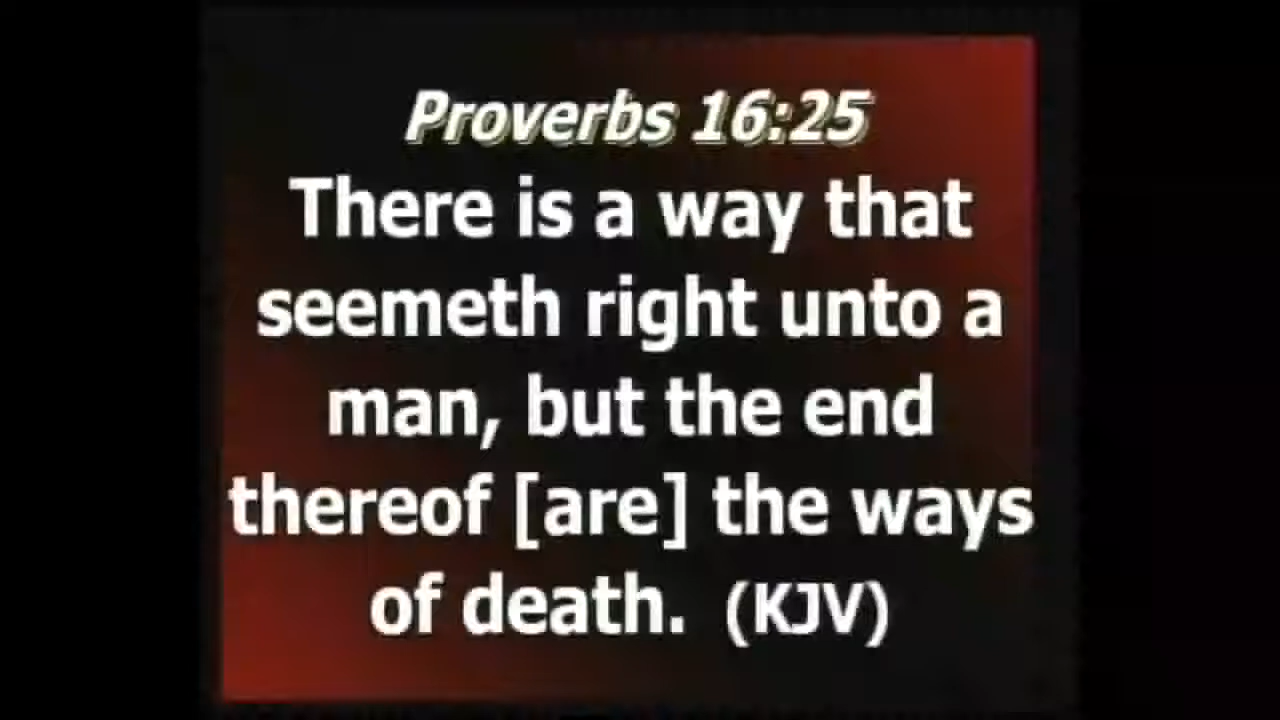 Proverbs 16:25
There is a way that
seemeth right unto a
man, but the end
thereof [are] the ways
of death. (KJV)